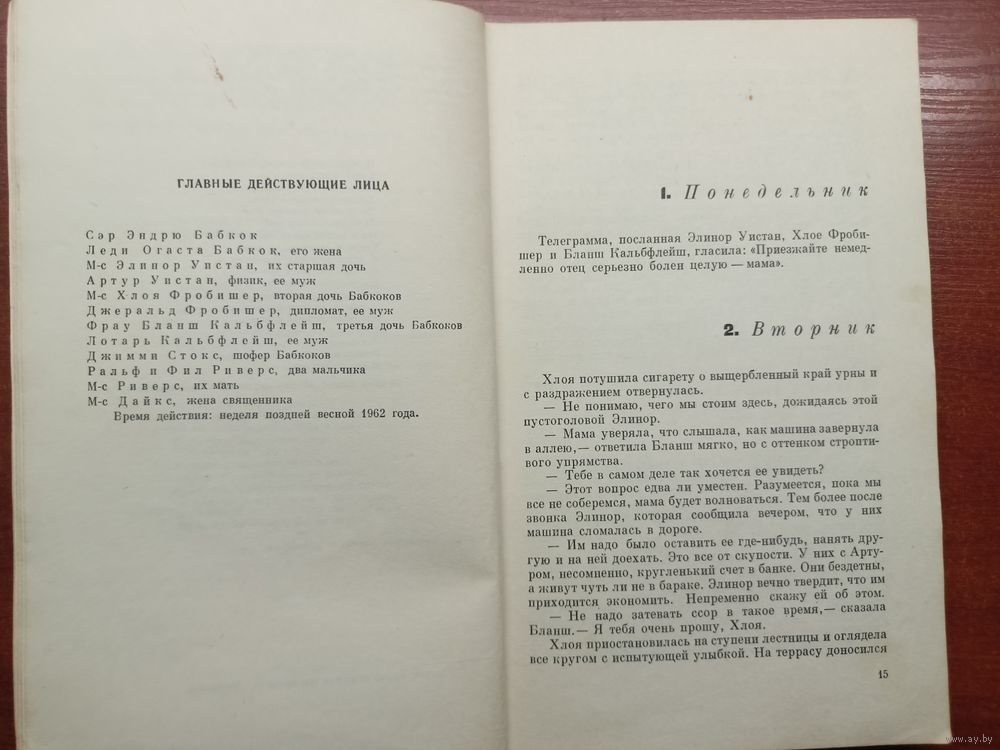 ГЛАВНЫЕ ДЕЙСТВУЮЩИЕ ЛИЦА
Сэр Эндрю Бабкок
Леди Огаста Бабкок, его жена
М-с Элинор Уистан, их старшая дочь
Артур Уистан, физик, ее муж
М-с Хлоя Фробишер, вторая дочь Бабкоков
Джеральд Фробишер, дипломат, ее муж
Фрау Бланш Кальбфлейш, третья дочь Бабкоков
Лотарь Кальбфлейш, ее муж
Джимми Стокс, шофер Бабкоков
Ральф и Фил Риверс, два мальчика
М-с Риверс, их мать
М-с Дайкс, жена священника
Время действия: неделя поздней весной 1962 года.
1. Понедельник
Телеграмма, посланная Элинор Уистан, Хлое Фроби-
шер и Бланш Кальбфлейш, гласила: «Приезжайте немед-
ленно отец серьезно болен целую — мама».
2. Вторник
Хлоя потушила сигарету о выщербленный край урны и
с раздражением отвернулась.
— Не понимаю, чего мы стоим здесь, дожидаясь этой
пустоголовой Элинор.
— Мама уверяла, что слышала, как машина завернула
в аллею,— ответила Бланш мягко, но с оттенком стропти-
вого упрямства.
— Тебе в самом деле так хочется ее увидеть?
— Этот вопрос едва ли уместен. Разумеется, пока мы
все не соберемся, мама будет волноваться. Тем более после
звонка Элинор, которая сообщила вечером, что у них
машина сломалась в дороге.
— Им надо было оставить ее где-нибудь, нанять дру-
гую и на ней доехать. Это все от скупости. У них с Арту-
ром, несомненно, кругленький счет в банке. Они бездетны,
а живут чуть ли не в бараке. Элинор вечно твердит, что им
приходится экономить. Непременно скажу ей об этом.
— Не надо затевать ссор в такое время,— сказала
Бланш.— Я тебя очень прошу, Хлоя.
Хлоя приостановилась на ступени лестницы и оглядела
все кругом с испытующей улыбкой. На террасу доносился
15
www.ay.by